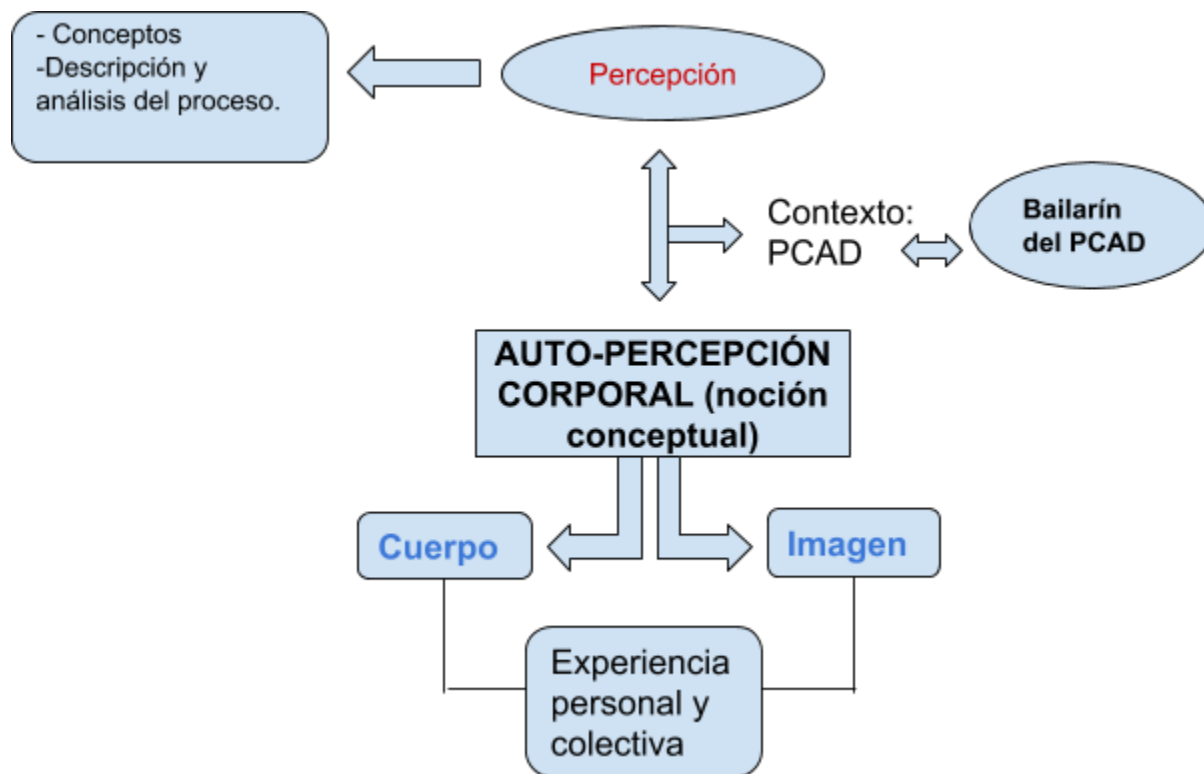 - Conceptos
-Descripción y
análisis del proceso.
Percepción
Contexto:
PCAD
Bailarín
del PCAD
AUTO-PERCEPCIÓN
CORPORAL (noción
conceptual)
Cuerpo
Imagen
Experiencia
personal y
colectiva